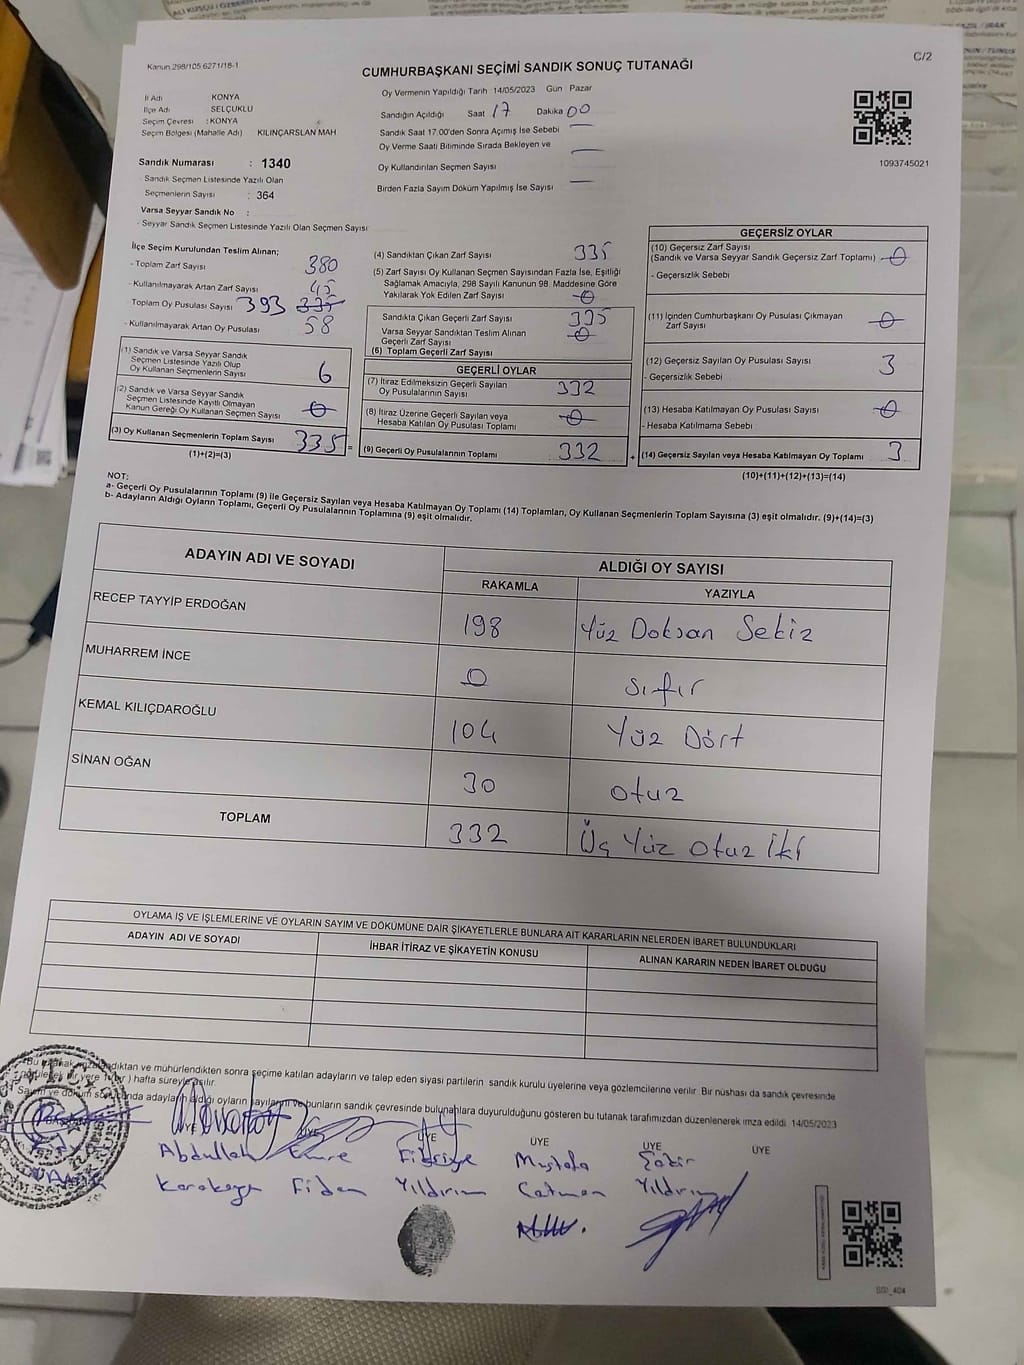 Kanun 298/105,6271/18-1
C/2
CUMHURBAŞKANI SEÇİMİ SANDIK SONUÇ TUTANAĞI
İl Adı KONYA
İlçe Adı SELÇUKLU
Seçim Çevresi : KONYA
Seçim Bölgesi (Mahalle Adı) KILINÇARSLAN MAH
Sandık Numarası : 1340
- Sandık Seçmen Listesinde Yazılı Olan
Seçmenlerin Sayısı : 364
Varsa Seyyar Sandık No :
- Seyyar Sandık Seçmen Listesinde Yazılı Olan Seçmen Sayısı
Oy Vermenin Yapıldığı Tarih 14/05/2023 Gün Pazar
Sandığın Açıldığı Saat 17 Dakika 00
Sandık Saat 17.00'den Sonra Açımış İse Sebebi —
Oy Verme Saati Bitiminde Sırada Bekleyen ve
Oy Kullandırılan Seçmen Sayısı —
Birden Fazla Sayım Döküm Yapılmış İse Sayısı —
1093745021
İlçe Seçim Kurulundan Teslim Alınan;
- Toplam Zarf Sayısı 380
- Kullanılmayarak Artan Zarf Sayısı 45
Toplam Oy Pusulası Sayısı 393 335
- Kullanılmayarak Artan Oy Pusulası 58
(1) Sandık ve Varsa Seyyar Sandık
Seçmen Listesinde Yazılı Olup
Oy Kullanan Seçmenlerin Sayısı 6
(2) Sandık ve Varsa Seyyar Sandık
Seçmen Listesinde Kayıtlı Olmayan
Kanun Gereği Oy Kullanan Seçmen Sayısı 0
(3) Oy Kullanan Seçmenlerin Toplam Sayısı 335 =
(1)+(2)=(3)
(4) Sandıktan Çıkan Zarf Sayısı 335
(5) Zarf Sayısı Oy Kullanan Seçmen Sayısından Fazla İse, Eşitliği
Sağlamak Amacıyla, 298 Sayılı Kanunun 98. Maddesine Göre
Yakılarak Yok Edilen Zarf Sayısı 0
Sandıkta Çıkan Geçerli Zarf Sayısı 335
Varsa Seyyar Sandıktan Teslim Alınan
Geçerli Zarf Sayısı 0
(6) Toplam Geçerli Zarf Sayısı
GEÇERLİ OYLAR
(7) İtiraz Edilmeksizin Geçerli Sayılan
Oy Pusulalarının Sayısı 332
(8) İtiraz Üzerine Geçerli Sayılan veya
Hesaba Katılan Oy Pusulası Toplamı 0
(9) Geçerli Oy Pusulalarının Toplamı 332 +
GEÇERSİZ OYLAR
(10) Geçersiz Zarf Sayısı
(Sandık ve Varsa Seyyar Sandık Geçersiz Zarf Toplamı) 0
- Geçersizlik Sebebi
(11) İçinden Cumhurbaşkanı Oy Pusulası Çıkmayan
Zarf Sayısı 0
(12) Geçersiz Sayılan Oy Pusulası Sayısı 3
- Geçersizlik Sebebi
(13) Hesaba Katılmayan Oy Pusulası Sayısı 0
- Hesaba Katılmama Sebebi
(14) Geçersiz Sayılan veya Hesaba Katılmayan Oy Toplamı 3
(10)+(11)+(12)+(13)=(14)
NOT:
a- Geçerli Oy Pusulalarının Toplamı (9) ile Geçersiz Sayılan veya Hesaba Katılmayan Oy Toplamı (14) Toplamları, Oy Kullanan Seçmenlerin Toplam Sayısına (3) eşit olmalıdır. (9)+(14)=(3)
b- Adayların Aldığı Oyların Toplamı, Geçerli Oy Pusulalarının Toplamına (9) eşit olmalıdır.
ADAYIN ADI VE SOYADI ALDIĞI OY SAYISI
RAKAMLA YAZIYLA
RECEP TAYYİP ERDOĞAN 198 Yüz Doksan Sekiz
MUHARREM İNCE 0 Sıfır
KEMAL KILIÇDAROĞLU 104 Yüz Dört
SİNAN OĞAN 30 otuz
TOPLAM 332 Üç Yüz otuz İki
OYLAMA İŞ VE İŞLEMLERİNE VE OYLARIN SAYIM VE DÖKÜMÜNE DAİR ŞİKAYETLERLE BUNLARA AİT KARARLARIN NELERDEN İBARET BULUNDUKLARI
ADAYIN ADI VE SOYADI İHBAR İTİRAZ VE ŞİKAYETİN KONUSU ALINAN KARARIN NEDEN İBARET OLDUĞU
sonra seçime katılan adayların ve talep eden siyasi partilerin sandık kurulu üyelerine veya gözlemcilerine verilir. Bir nüshası da sandık çevresinde
hafta süreyle asılır.
adayların aldığı oyların sayıları ve bunların sandık çevresinde bulunanlara duyurulduğunu gösteren bu tutanak tarafımızdan düzenlenerek imza edildi. 14/05/2023
ÜYE ÜYE ÜYE ÜYE ÜYE
Abdullah Emre Fikriye Mustafa Şakir
Karakaya Fidan Yıldrım Catmen Yıldrım